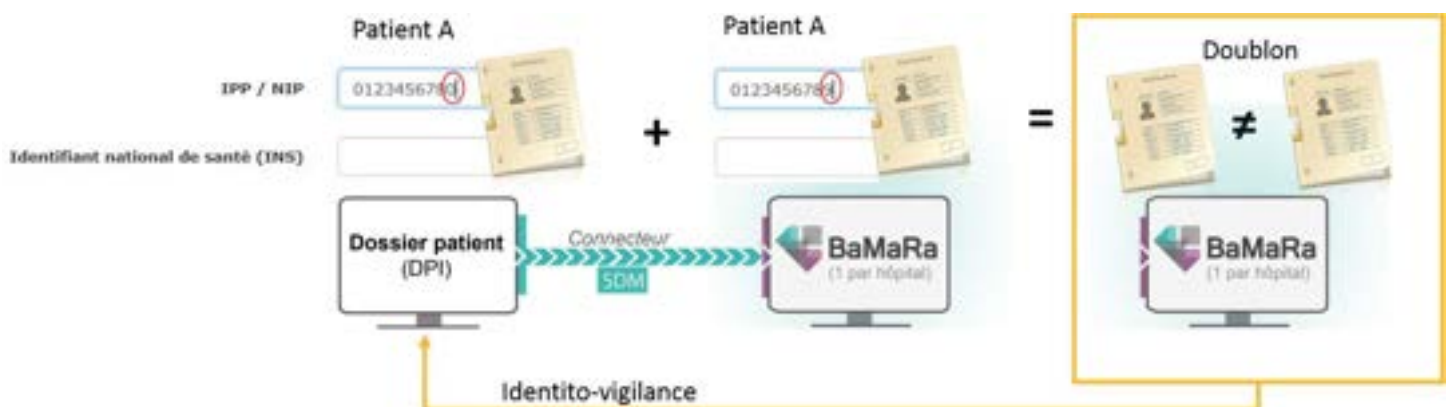 Patient A
Patient A
Doublon
IPP / NIP
0123456780
0123456789
+
=
≠
Identifiant national de santé (INS)
Dossier patient
(DPI)
Connecteur
SDM
BaMaRa
(1 par hôpital)
BaMaRa
(1 par hôpital)
Identito-vigilance